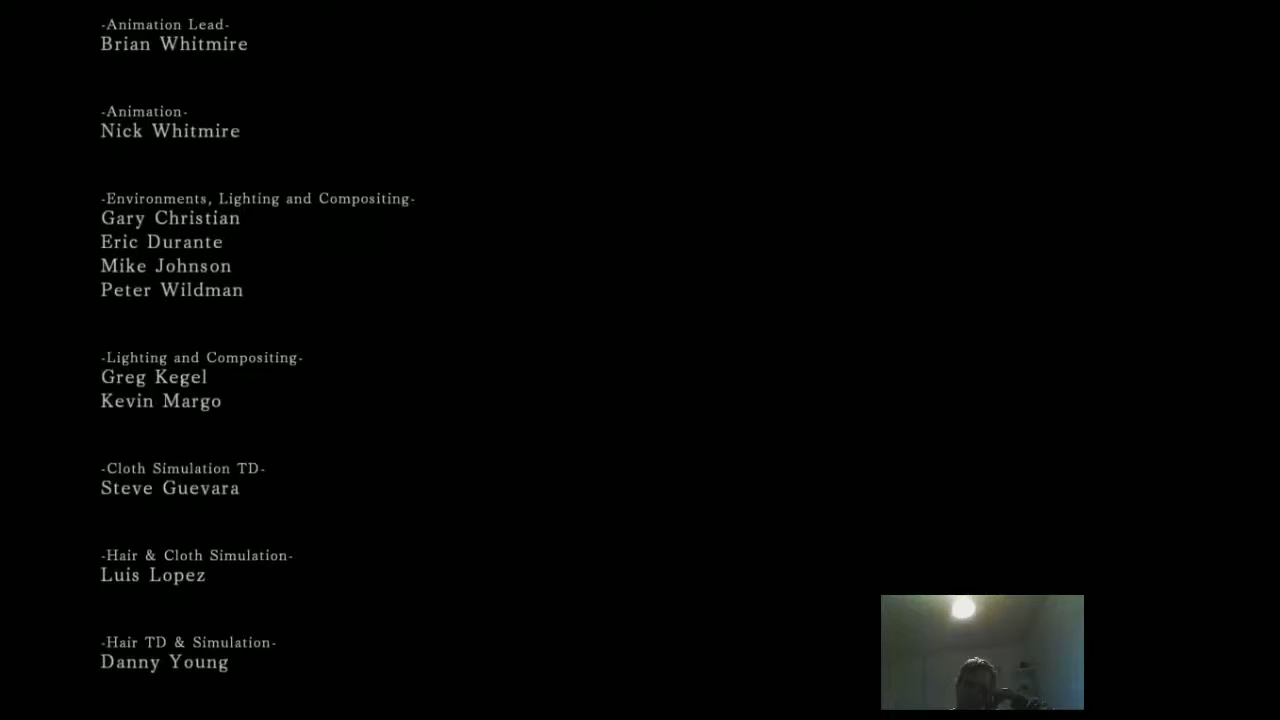 -Animation Lead-
Brian Whitmire
-Animation-
Nick Whitmire
-Environments, Lighting and Compositing-
Gary Christian
Eric Durante
Mike Johnson
Peter Wildman
-Lighting and Compositing-
Greg Kegel
Kevin Margo
-Cloth Simulation TD-
Steve Guevara
-Hair & Cloth Simulation-
Luis Lopez
-Hair TD & Simulation-
Danny Young